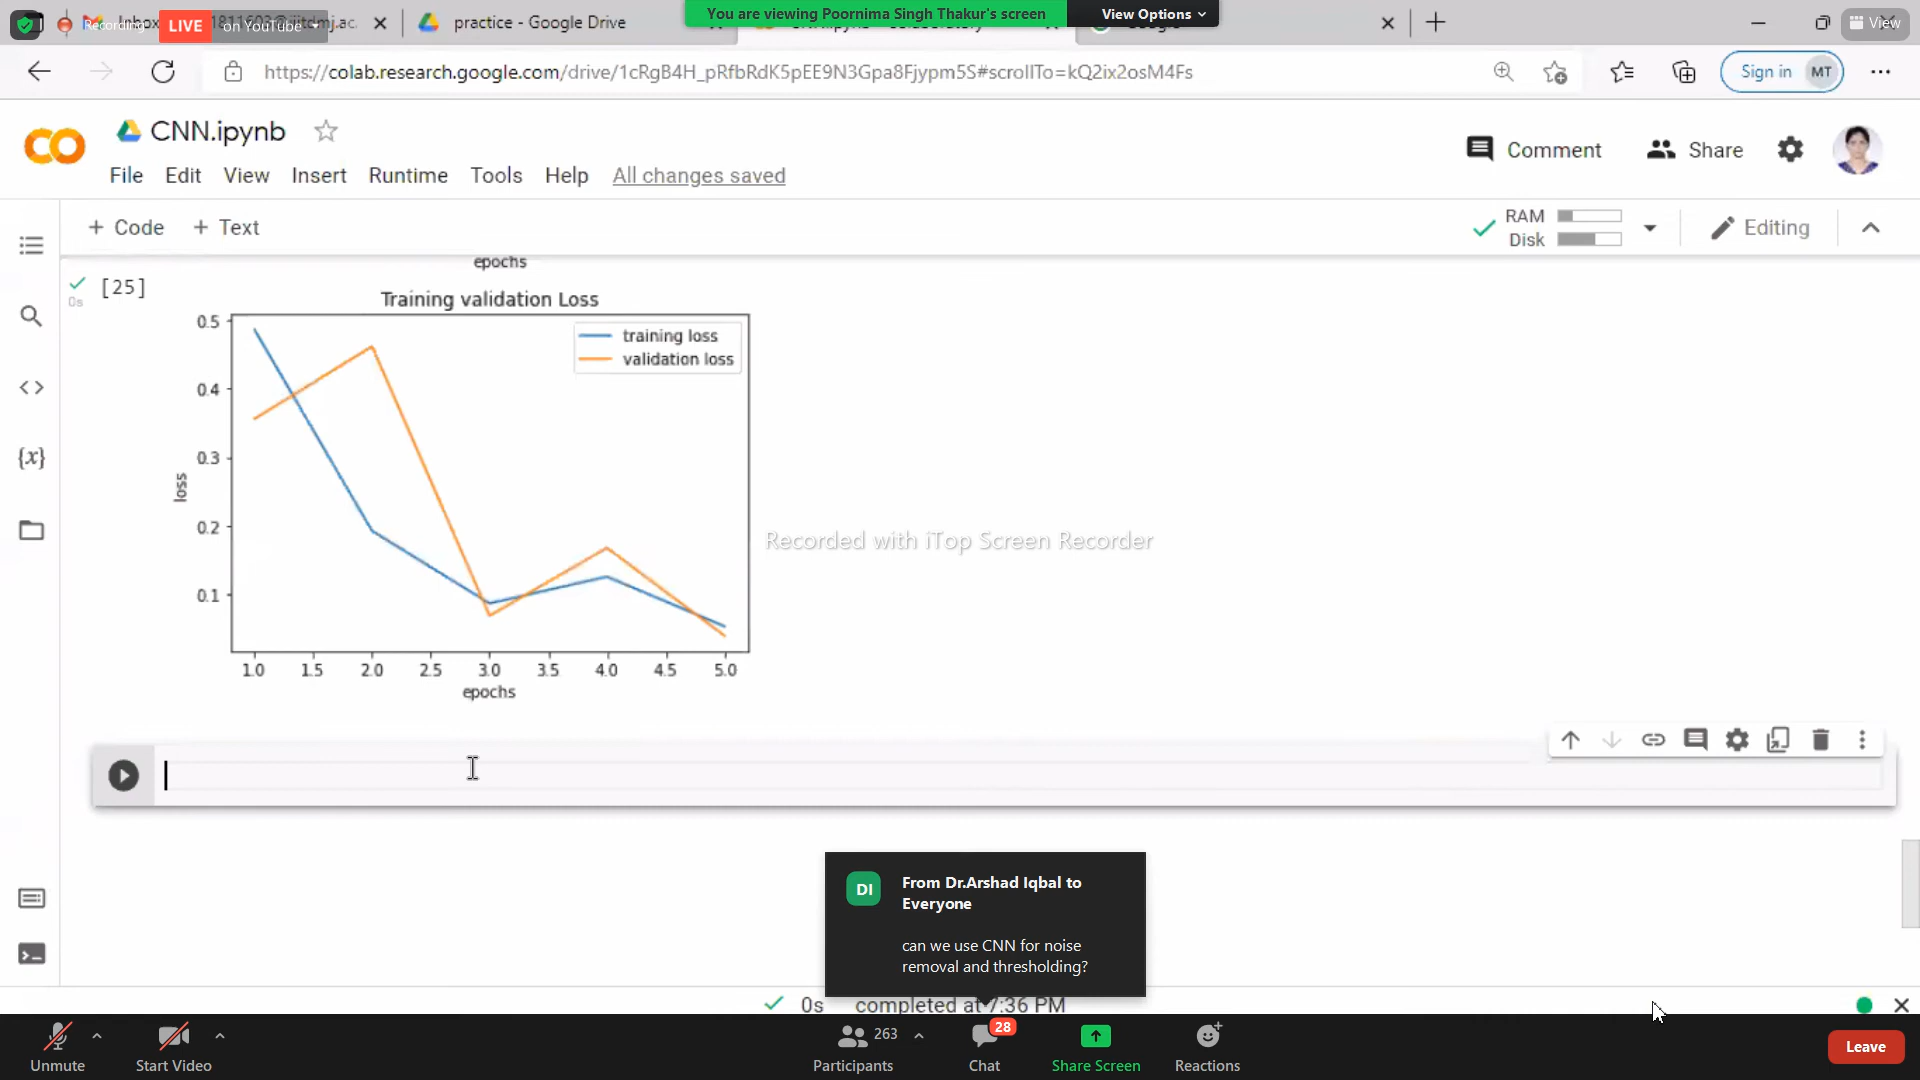 Recording
LIVE on YouTube
practice - Google Drive
You are viewing Poornima Singh Thakur's screen
View Options
View
https://colab.research.google.com/drive/1cRgB4H_pRfbRdK5pEE9N3Gpa8Fjypm5S#scrollTo=kQ2ix2osM4Fs
Sign in MT
CNN.ipynb
Comment Share
File Edit View Insert Runtime Tools Help All changes saved
+ Code + Text
RAM
Disk
Editing
epochs
[25]
0s
Training validation Loss
training loss
validation loss
0.5
0.4
0.3
0.2
0.1
loss
1.0 1.5 2.0 2.5 3.0 3.5 4.0 4.5 5.0
epochs
Recorded with iTop Screen Recorder
{x}
DI
From Dr.Arshad Iqbal to
Everyone
can we use CNN for noise
removal and thresholding?
0s completed at 7:36 PM
Unmute
Start Video
263
Participants
28
Chat
Share Screen
Reactions
Leave